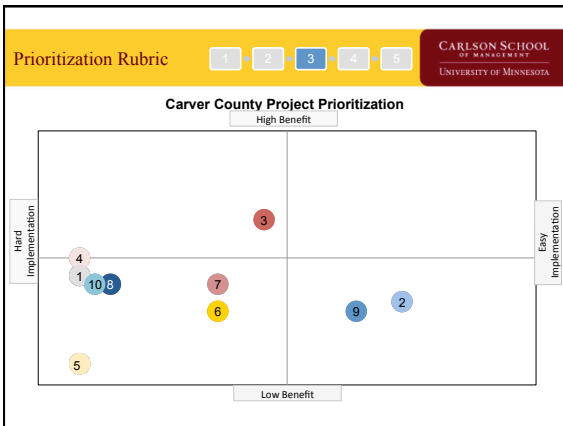 Prioritization Rubric
1 2 3 4 5
CARLSON SCHOOL
OF MANAGEMENT
UNIVERSITY OF MINNESOTA
Carver County Project Prioritization
High Benefit
Hard
Implementation
Easy
Implementation
3
4
1
10 8
7
6
9
2
5
Low Benefit